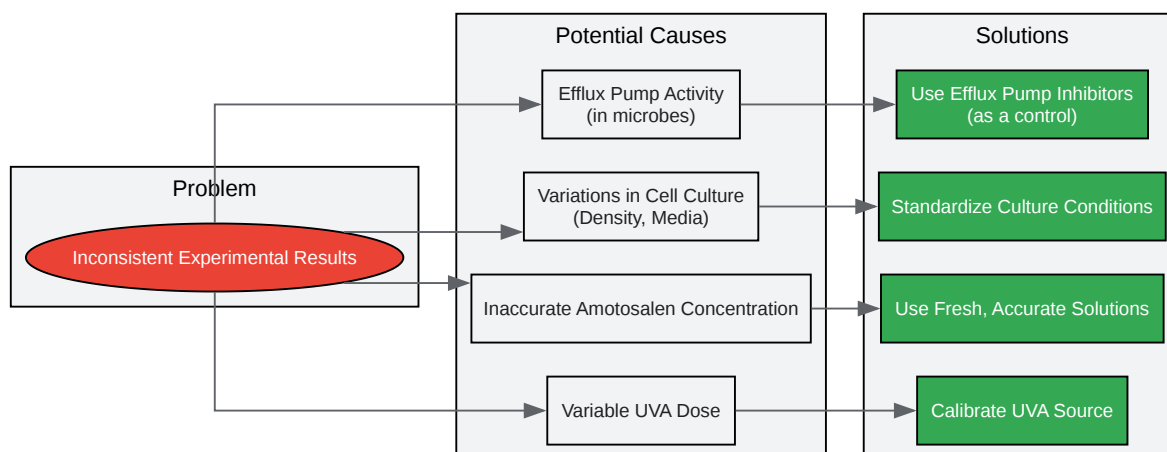 Potential Causes
Solutions
Efflux Pump Activity
(in microbes)
Use Efflux Pump Inhibitors
(as a control)
Problem
Variations in Cell Culture
(Density, Media)
Standardize Culture Conditions
Inconsistent Experimental Results
Inaccurate Amotosalen Concentration
Use Fresh, Accurate Solutions
Variable UVA Dose
Calibrate UVA Source